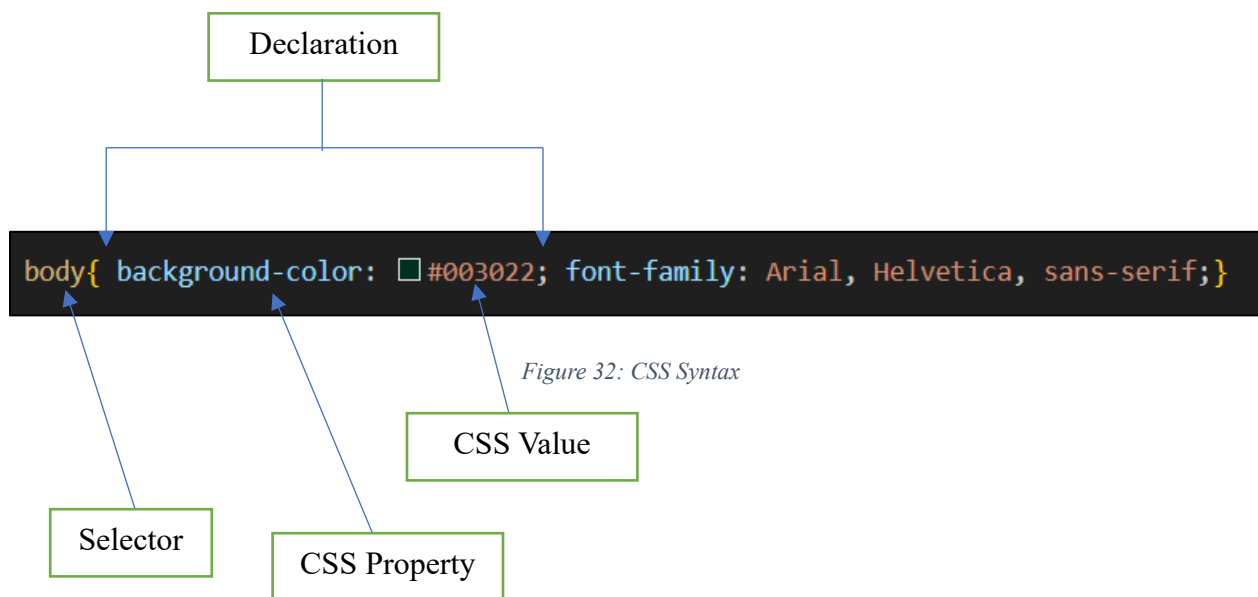 Declaration
body{ background-color: #003022; font-family: Arial, Helvetica, sans-serif;}
Figure 32: CSS Syntax
CSS Value
Selector
CSS Property